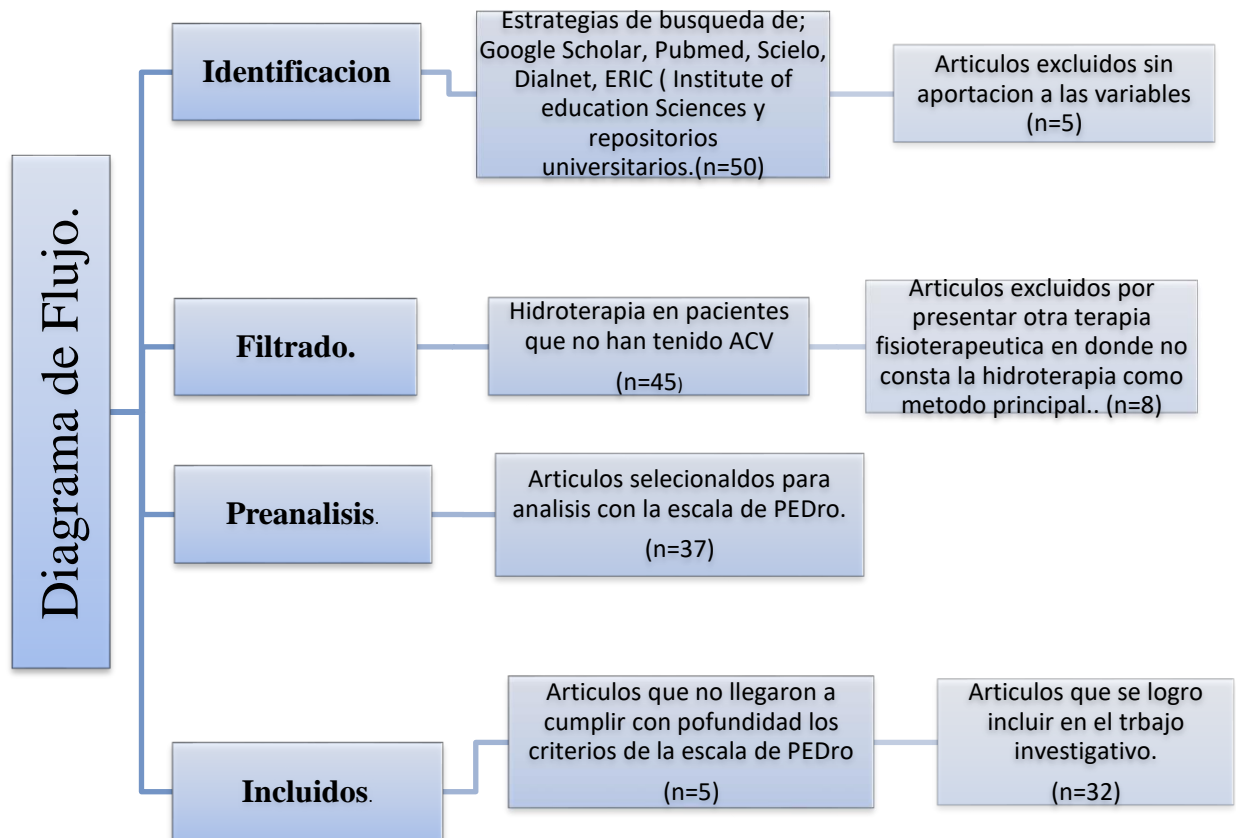 Diagrama de Flujo.
Identificacion
Estrategias de busqueda de;
Google Scholar, Pubmed, Scielo,
Dialnet, ERIC ( Institute of
education Sciences y
repositorios
universitarios.(n=50)
Articulos excluidos sin
aportacion a las variables
(n=5)
Filtrado.
Hidroterapia en pacientes
que no han tenido ACV
(n=45)
Articulos excluidos por
presentar otra terapia
fisioterapeutica en donde no
consta la hidroterapia como
metodo principal.. (n=8)
Preanalisis.
Articulos selecionaldos para
analisis con la escala de PEDro.
(n=37)
Incluidos.
Articulos que no llegaron a
cumplir con pofundidad los
criterios de la escala de PEDro
(n=5)
Articulos que se logro
incluir en el trbajo
investigativo.
(n=32)